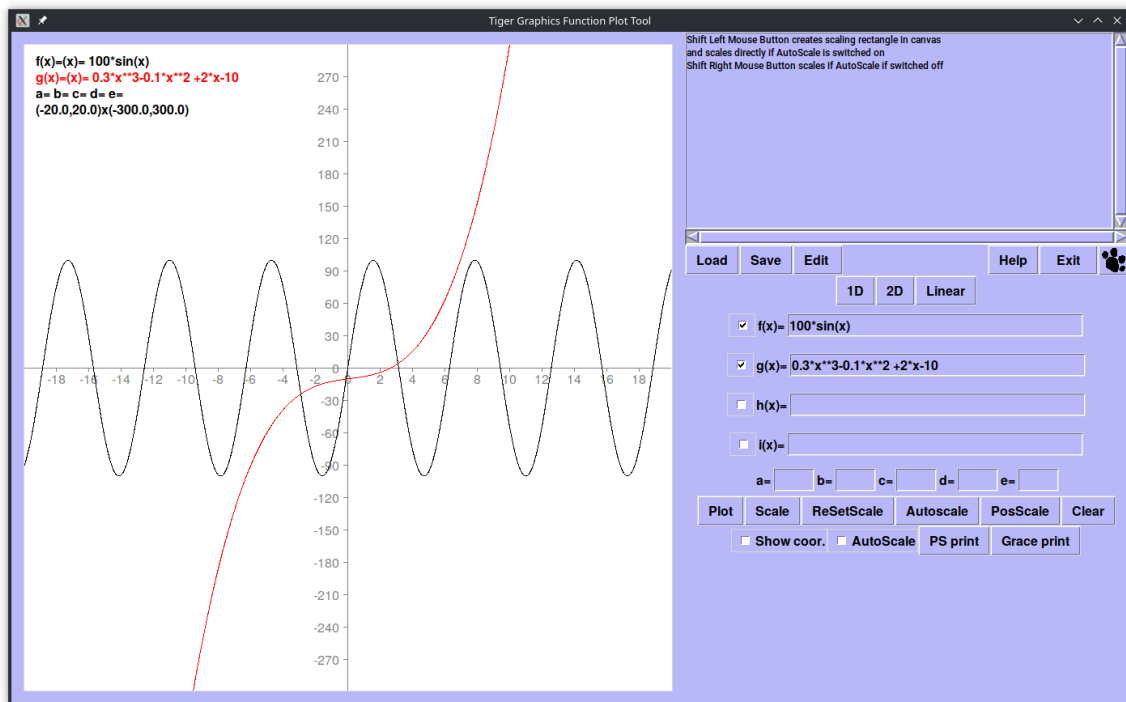 Tiger Graphics Function Plot Tool
f(x)=(x)= 100*sin(x)
g(x)=(x)= 0.3*x**3-0.1*x**2 +2*x-10
a= b= c= d= e=
(-20.0,20.0)x(-300.0,300.0)
270
240
210
180
150
120
90
60
30
0
-18 -16 -14 -12 -10 -8 -6 -4 -2 0 2 4 6 8 10 12 14 16 18
-30
-60
-90
-120
-150
-180
-210
-240
-270
Shift Left Mouse Button creates scaling rectangle in canvas
and scales directly if AutoScale is switched on
Shift Right Mouse Button scales if AutoScale if switched off
Load Save Edit Help Exit
1D 2D Linear
f(x)= 100*sin(x)
g(x)= 0.3*x**3-0.1*x**2 +2*x-10
h(x)=
i(x)=
a= b= c= d= e=
Plot Scale ReSetScale Autoscale PosScale Clear
Show coor. AutoScale PS print Grace print